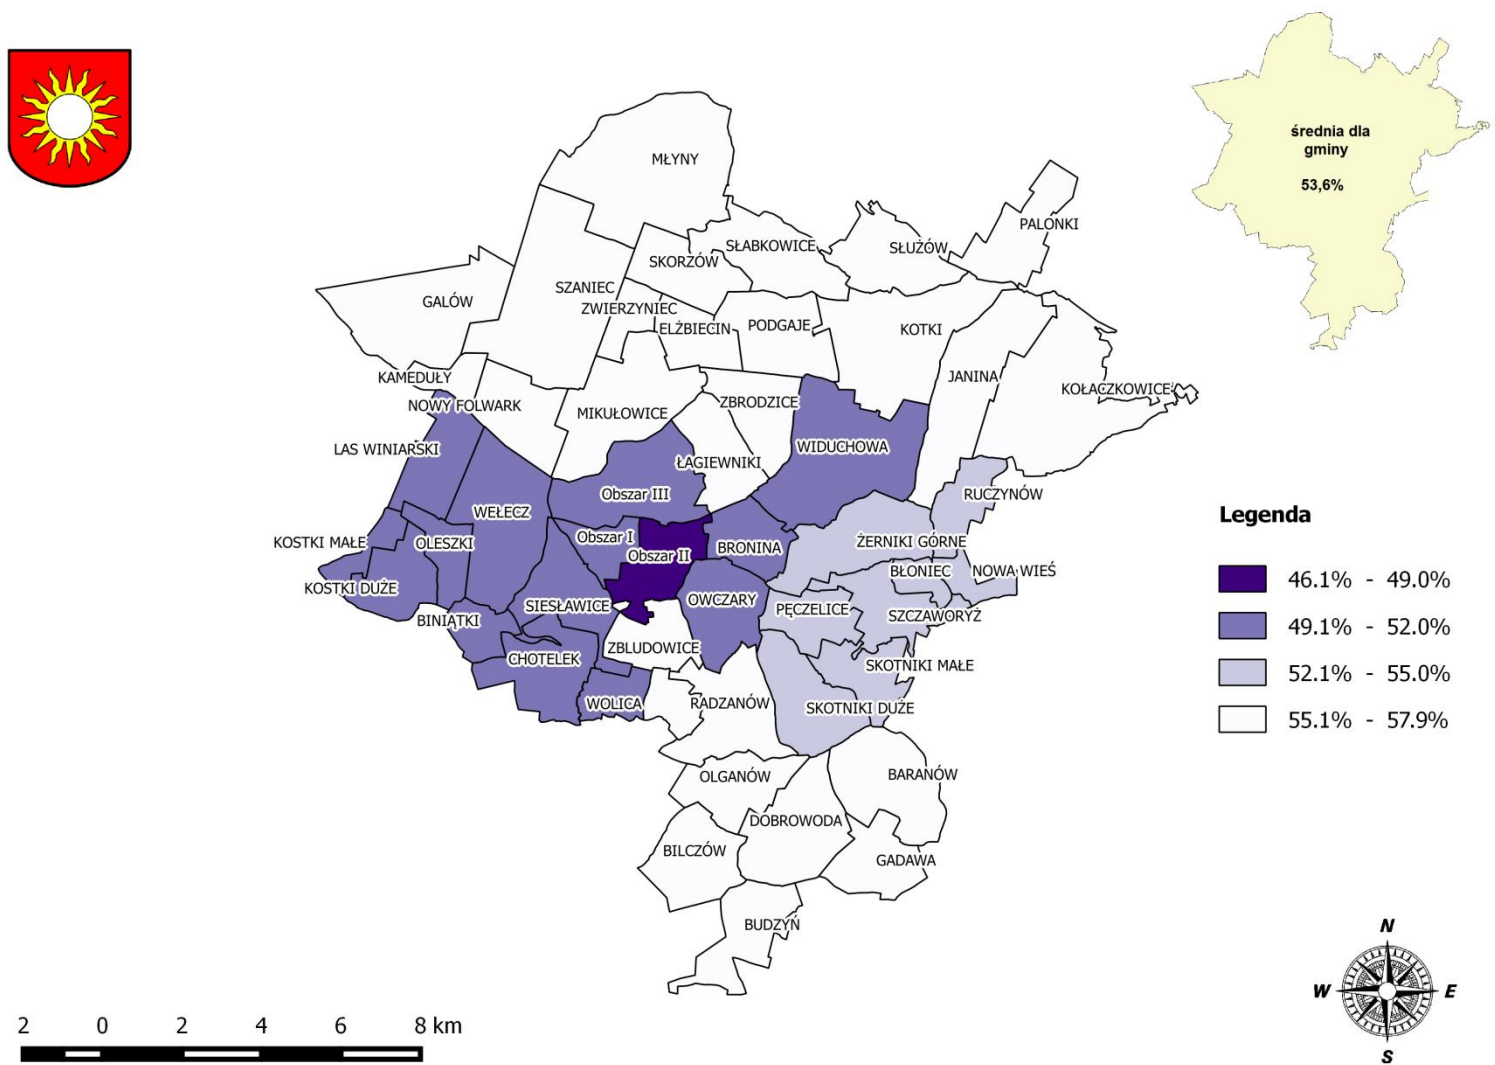 średnia dla
gminy
53,6%
MŁYNY
PALONKI
SŁABKOWICE
SŁUŻÓW
SKORZÓW
SZANIEC
GALÓW
ZWIERZYNIEC
ELŻBIECIN
PODGAJE
KOTKI
KAMEDUŁY
JANINA
KOŁACZKOWICE
NOWY FOLWARK
MIKUŁOWICE
ZBRODZICE
LAS WINIARSKI
WIDUCHOWA
ŁAGIEWNIKI
Obszar III
RUCZYNÓW
WEŁECZ
Legenda
KOSTKI MAŁE
OLESZKI
Obszar I
Obszar II
BRONINA
ŻERNIKI GÓRNE
BŁONIEC
NOWA WIEŚ
46.1% - 49.0%
KOSTKI DUŻE
SIESŁAWICE
OWCZARY
PĘCZELICE
SZCZAWORYŻ
BINIĄTKI
49.1% - 52.0%
ZBLUDOWICE
CHOTELEK
SKOTNIKI MAŁE
52.1% - 55.0%
WOLICA
RADZANÓW
SKOTNIKI DUŻE
55.1% - 57.9%
OLGANÓW
BARANÓW
DOBROWODA
BILCZÓW
GADAWA
BUDZYŃ
N
W
E
S
2 0 2 4 6 8 km